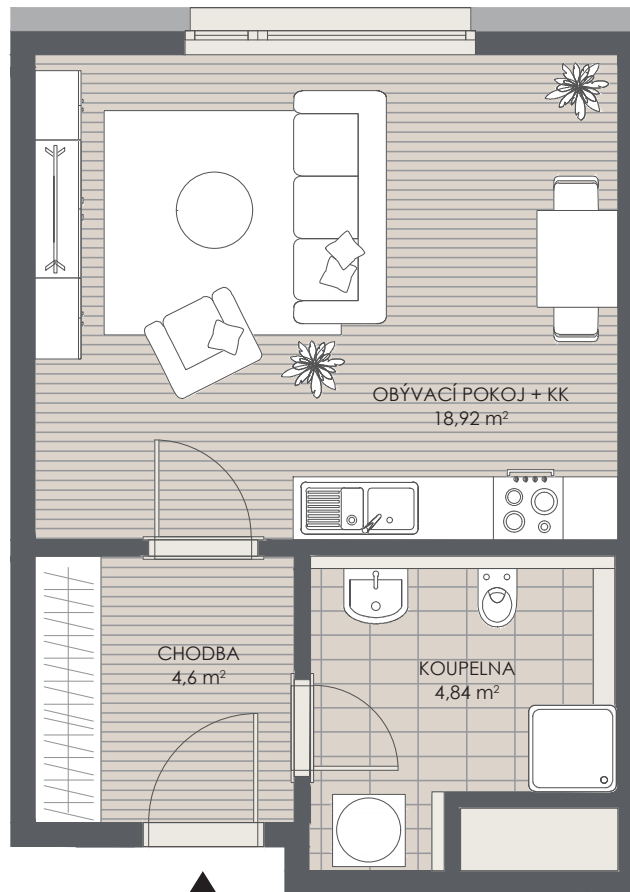 OBÝVACÍ POKOJ + KK
18,92 m²
CHODBA
4,6 m²
KOUPELNA
4,84 m²